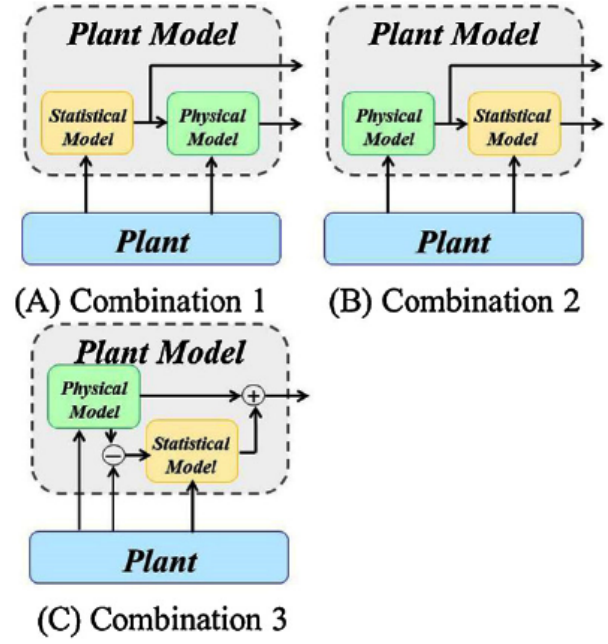 Plant Model
Statistical
Model
Physical
Model
Plant
(A) Combination 1
Plant Model
Physical
Model
Statistical
Model
Plant
(B) Combination 2
Plant Model
Physical
Model
+
−
Statistical
Model
Plant
(C) Combination 3